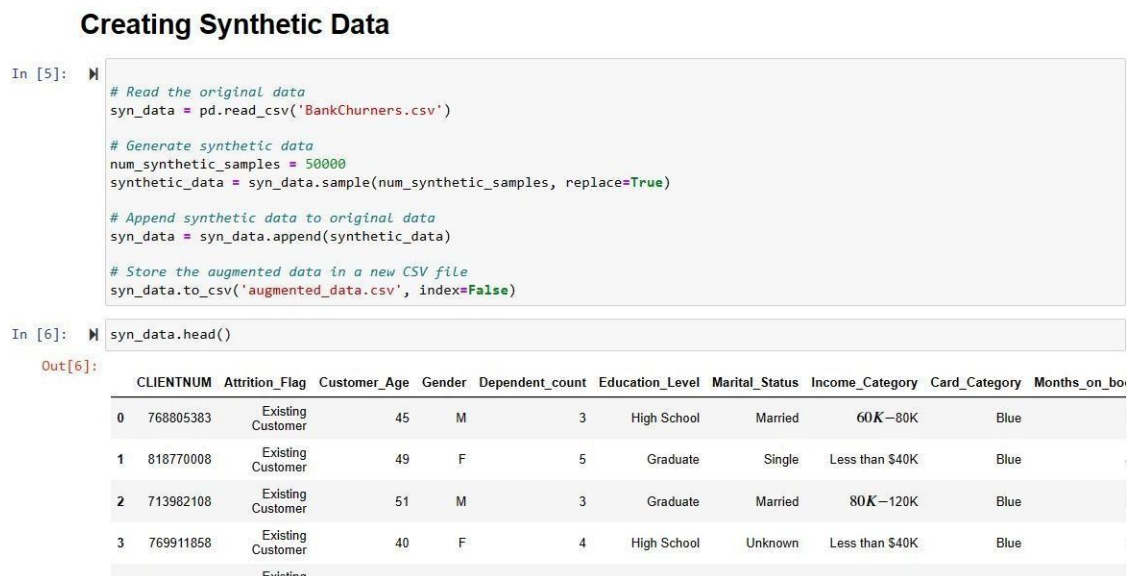 Creating Synthetic Data
In [5]:
# Read the original data
syn_data = pd.read_csv('BankChurners.csv')
# Generate synthetic data
num_synthetic_samples = 50000
synthetic_data = syn_data.sample(num_synthetic_samples, replace=True)
# Append synthetic data to original data
syn_data = syn_data.append(synthetic_data)
# Store the augmented data in a new CSV file
syn_data.to_csv('augmented_data.csv', index=False)
In [6]: syn_data.head()
Out[6]:
CLIENTNUM Attrition_Flag Customer_Age Gender Dependent_count Education_Level Marital_Status Income_Category Card_Category Months_on_bo
0 768805383 Existing Customer 45 M 3 High School Married 60K−80K Blue
1 818770008 Existing Customer 49 F 5 Graduate Single Less than $40K Blue
2 713982108 Existing Customer 51 M 3 Graduate Married 80K−120K Blue
3 769911858 Existing Customer 40 F 4 High School Unknown Less than $40K Blue
Existing